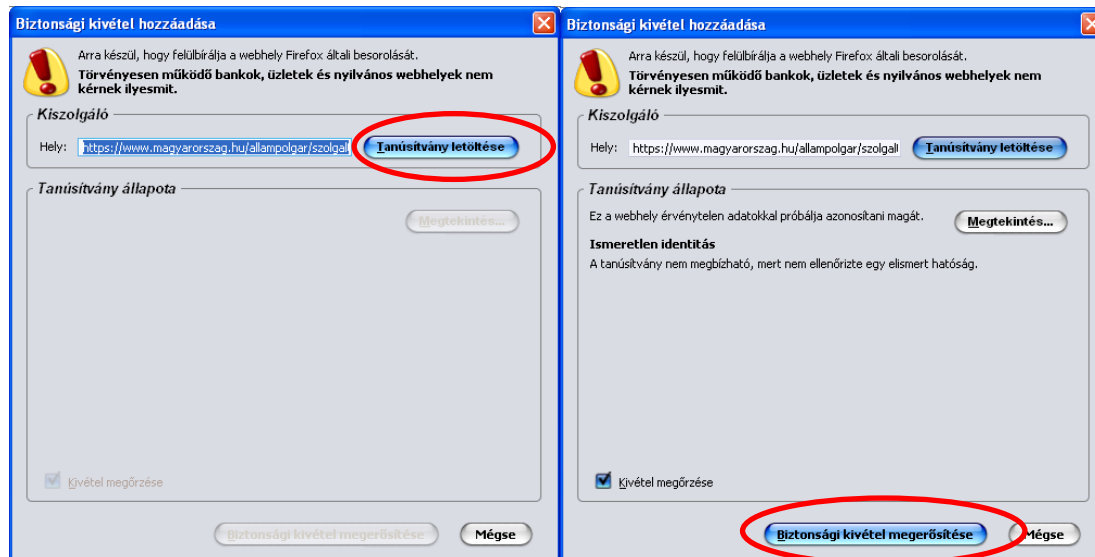 Biztonsági kivétel hozzáadása
Arra készül, hogy felülbírálja a webhely Firefox általi besorolását.
Törvényesen működő bankok, üzletek és nyilvános webhelyek nem
kérnek ilyesmit.
Kiszolgáló
Hely: https://www.magyarorszag.hu/allampolgar/szolgali Tanúsítvány letöltése
Tanúsítvány állapota
Megtekintés...
Kivétel megőrzése
Biztonsági kivétel megerősítése Mégse
Biztonsági kivétel hozzáadása
Arra készül, hogy felülbírálja a webhely Firefox általi besorolását.
Törvényesen működő bankok, üzletek és nyilvános webhelyek nem
kérnek ilyesmit.
Kiszolgáló
Hely: https://www.magyarorszag.hu/allampolgar/szolgall Tanúsítvány letöltése
Tanúsítvány állapota
Ez a webhely érvénytelen adatokkal próbálja azonosítani magát. Megtekintés...
Ismeretlen identitás
A tanúsítvány nem megbízható, mert nem ellenőrizte egy elismert hatóság.
Kivétel megőrzése
Biztonsági kivétel megerősítése Mégse